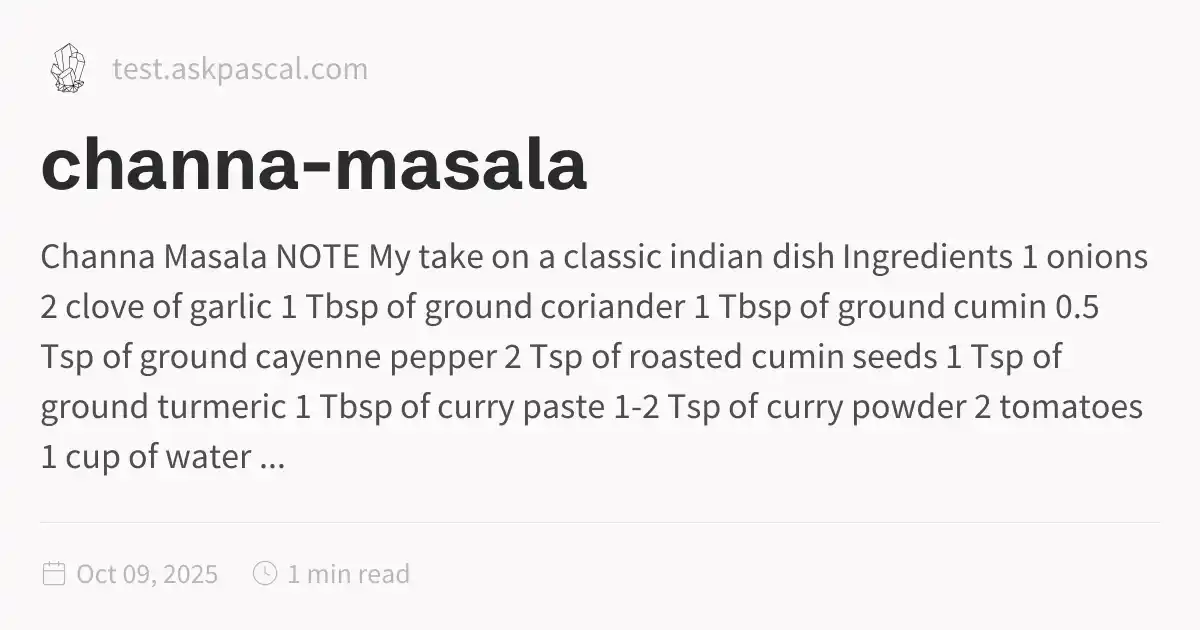 test.askpascal.com
channa-masala
Channa Masala NOTE My take on a classic indian dish Ingredients 1 onions
2 clove of garlic 1 Tbsp of ground coriander 1 Tbsp of ground cumin 0.5
Tsp of ground cayenne pepper 2 Tsp of roasted cumin seeds 1 Tsp of
ground turmeric 1 Tbsp of curry paste 1-2 Tsp of curry powder 2 tomatoes
1 cup of water ...
Oct 09, 2025 1 min read